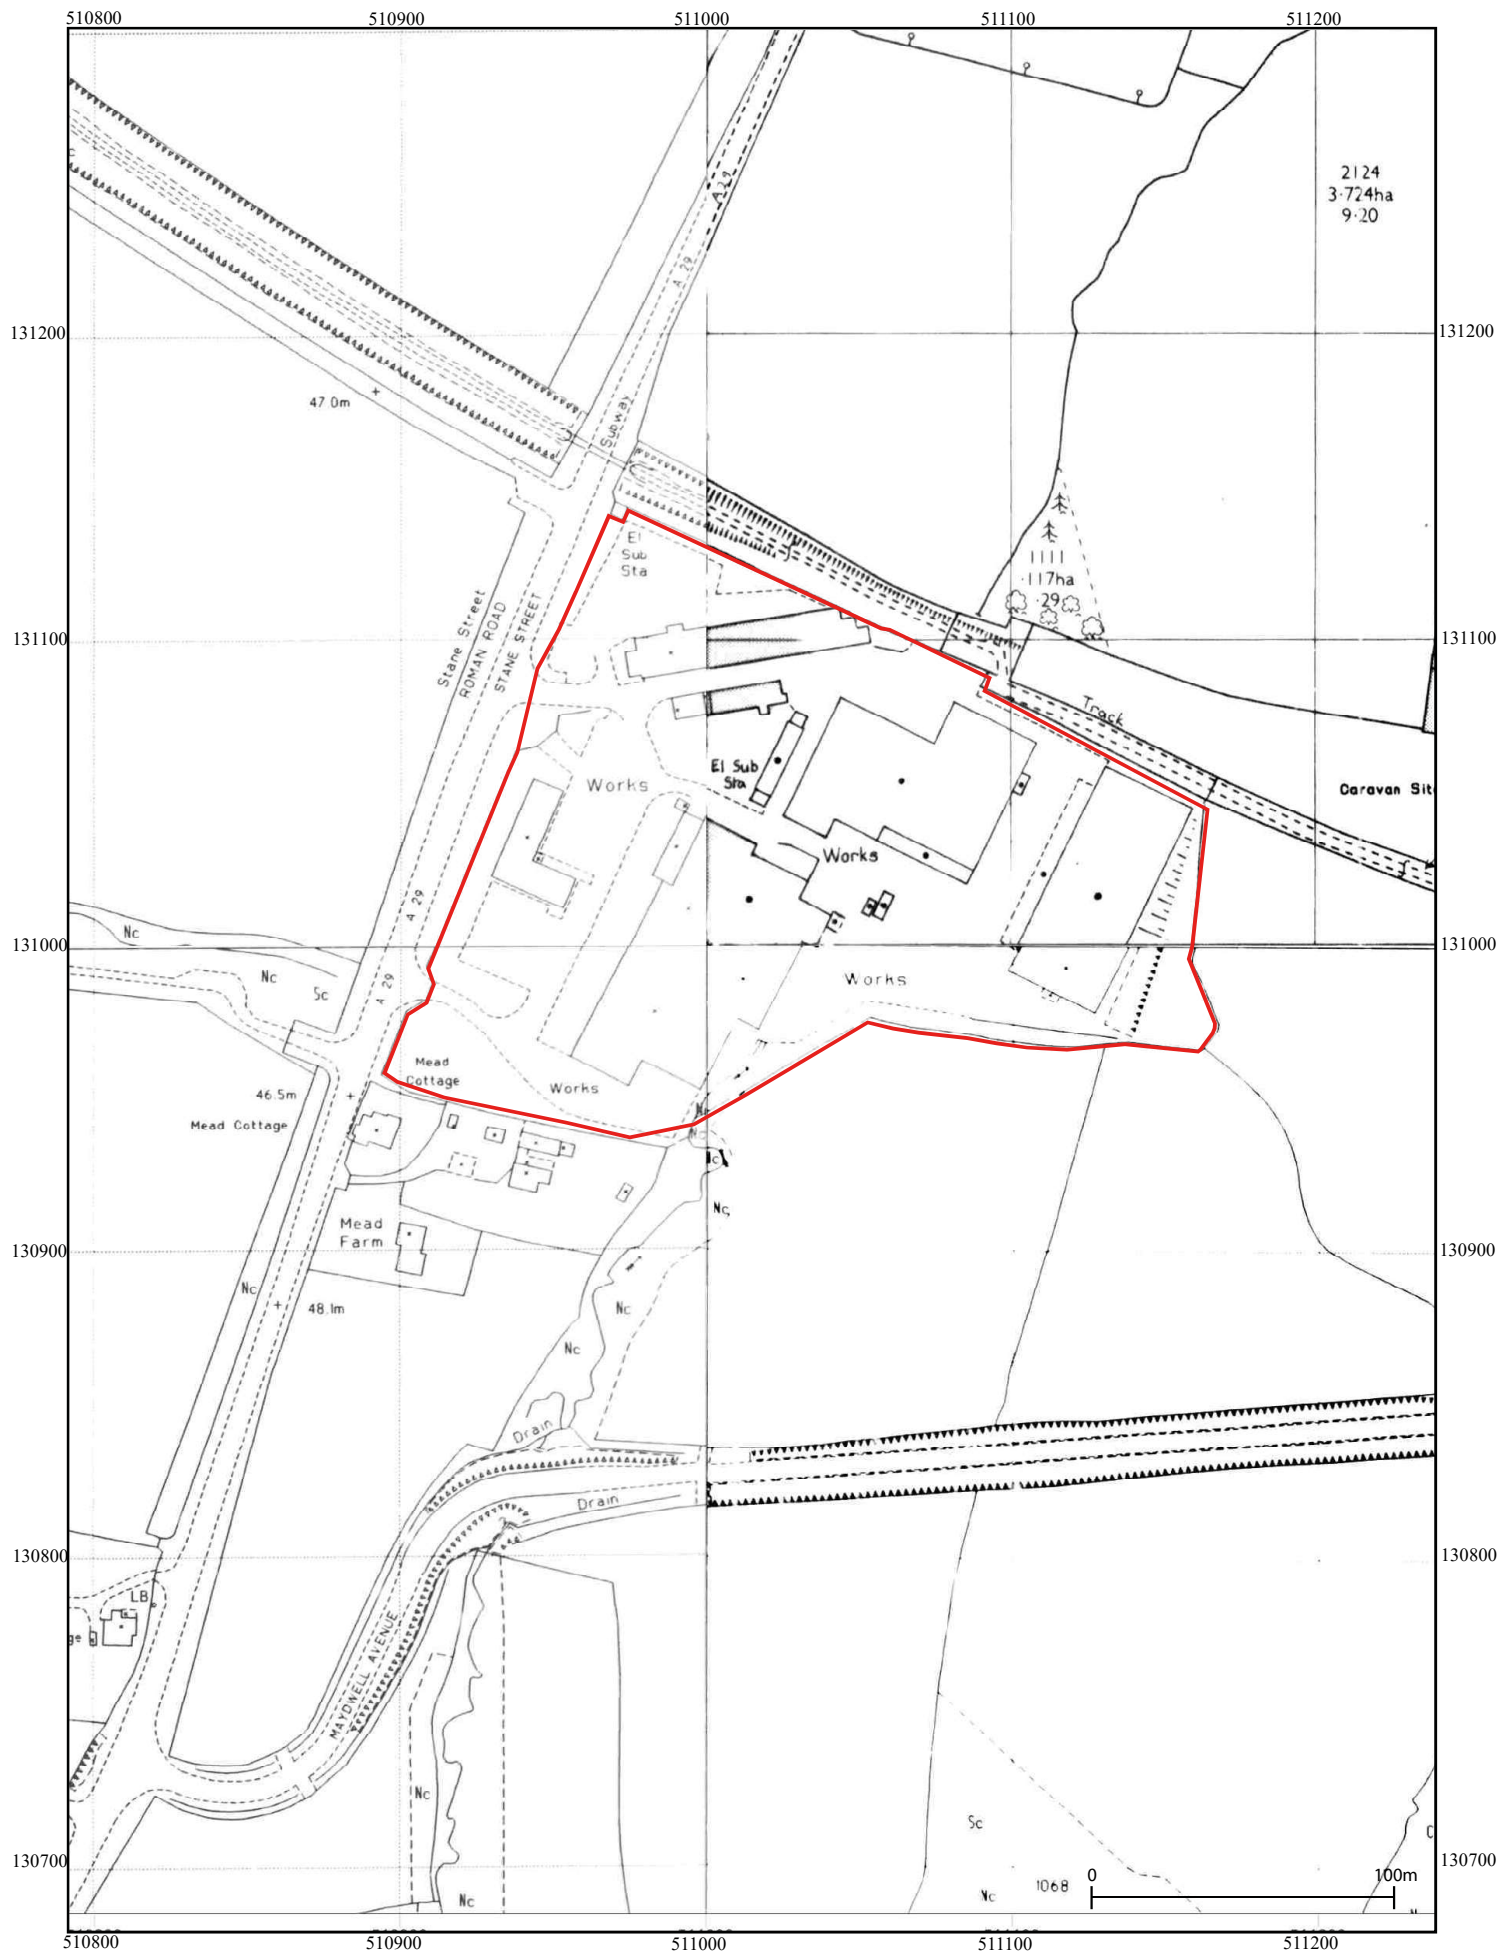 510800
510900
511000
511100
511200
2124
3·724ha
9·20
A 29
A 29
131200
131200
47.0m
Subway
El
Sub
Sta
1111
·117ha
·29
Stane Street
ROMAN ROAD
STANE STREET
131100
131100
Track
Works
El Sub
Sta
Caravan Sit
Works
A 29
Nc
131000
131000
Nc
Sc
A 29
Works
Mead
Cottage
Works
46.5m
Mead Cottage
Nc
Nc
Nc
Mead
Farm
130900
130900
Nc
48.1m
Nc
Nc
Drain
Drain
130800
130800
LB
ge
MAYDWELL AVENUE
Nc
Sc
130700
130700
0
100m
1068
Nc
Nc
510800
510900
511000
511100
511200